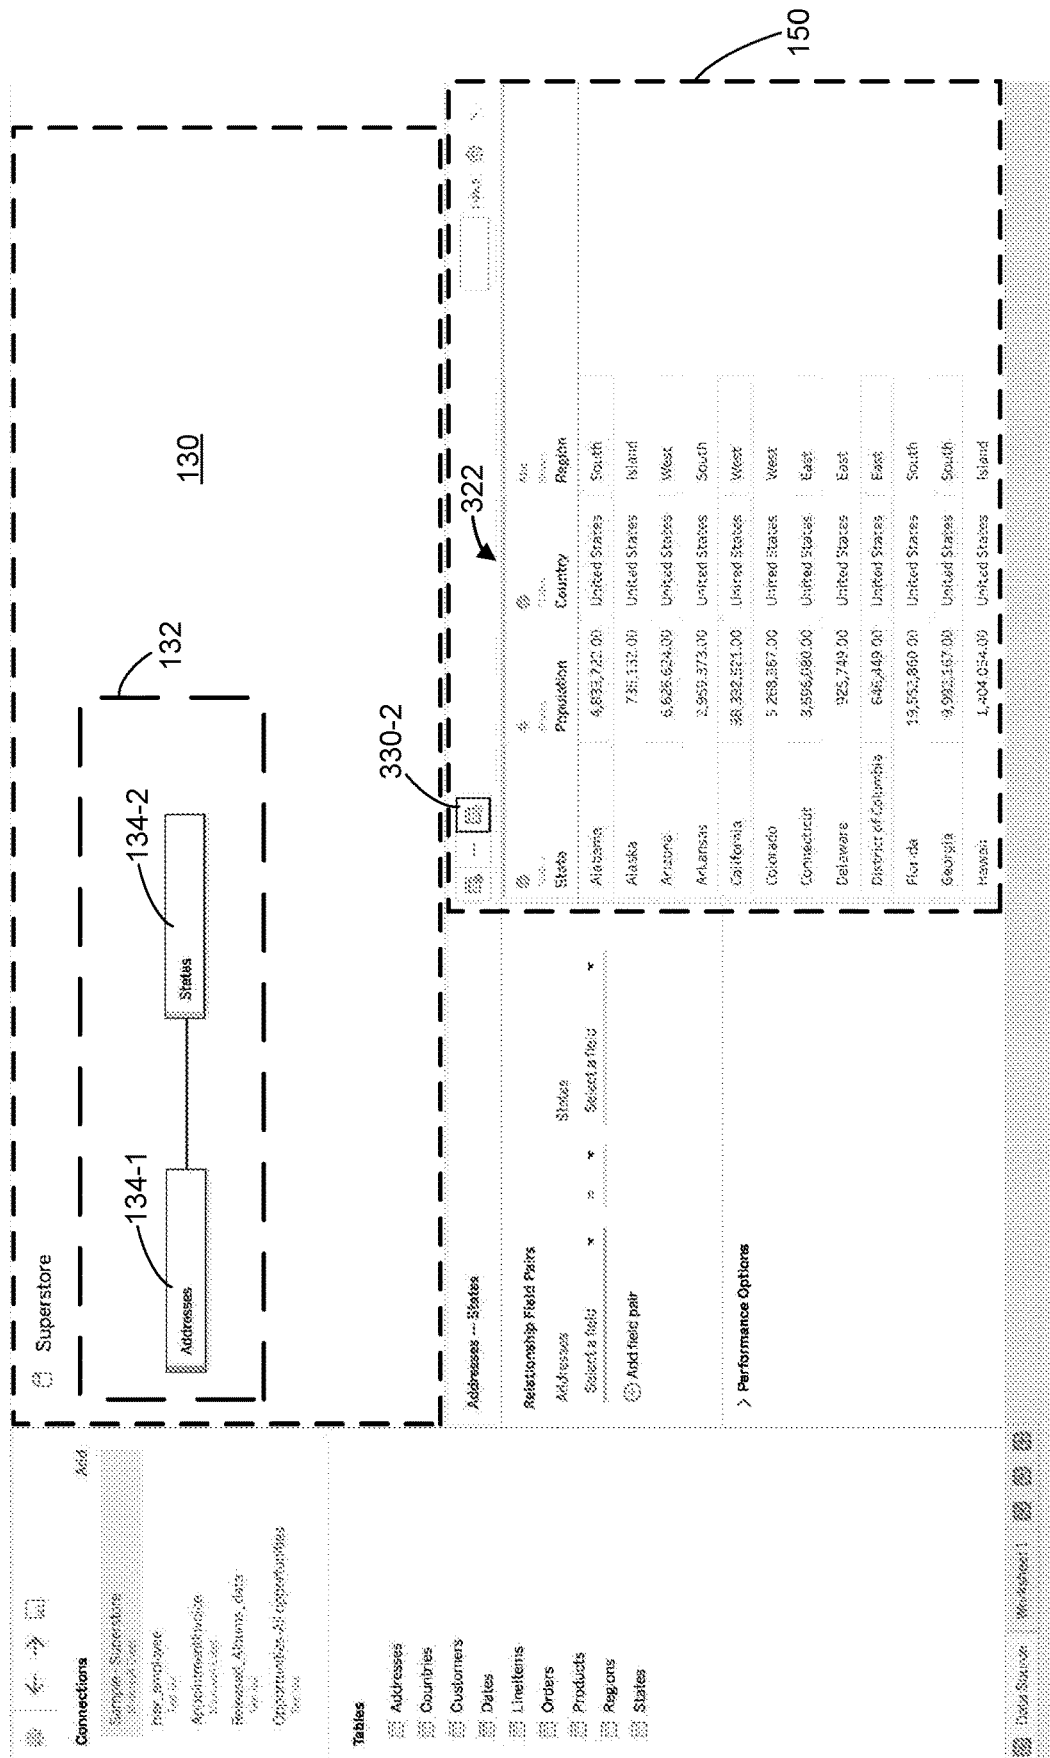 Connections
Add
Sample - Superstore
per_employee
AppointmentInvoice
Released_Albums_data
Opportunities-All opportunities
Tables
Addresses
Countries
Customers
Dates
LineItems
Orders
Products
Regions
States
Superstore
130
132
134-1
134-2
Addresses
States
Addresses --- States
Relationship Field Pairs
Addresses
States
Select a field
=
Select a field
Add field pair
Performance Options
150
322
330-2
State Population Country Region
Alabama 4,833,722.00 United States South
Alaska 735,132.00 United States Island
Arizona 6,626,624.00 United States West
Arkansas 2,959,373.00 United States South
California 38,332,521.00 United States West
Colorado 5,268,367.00 United States West
Connecticut 3,596,080.00 United States East
Delaware 925,749.00 United States East
District of Columbia 646,449.00 United States East
Florida 19,552,860.00 United States South
Georgia 9,992,167.00 United States South
Hawaii 1,404,054.00 United States Island
Data Source
Worksheet 1